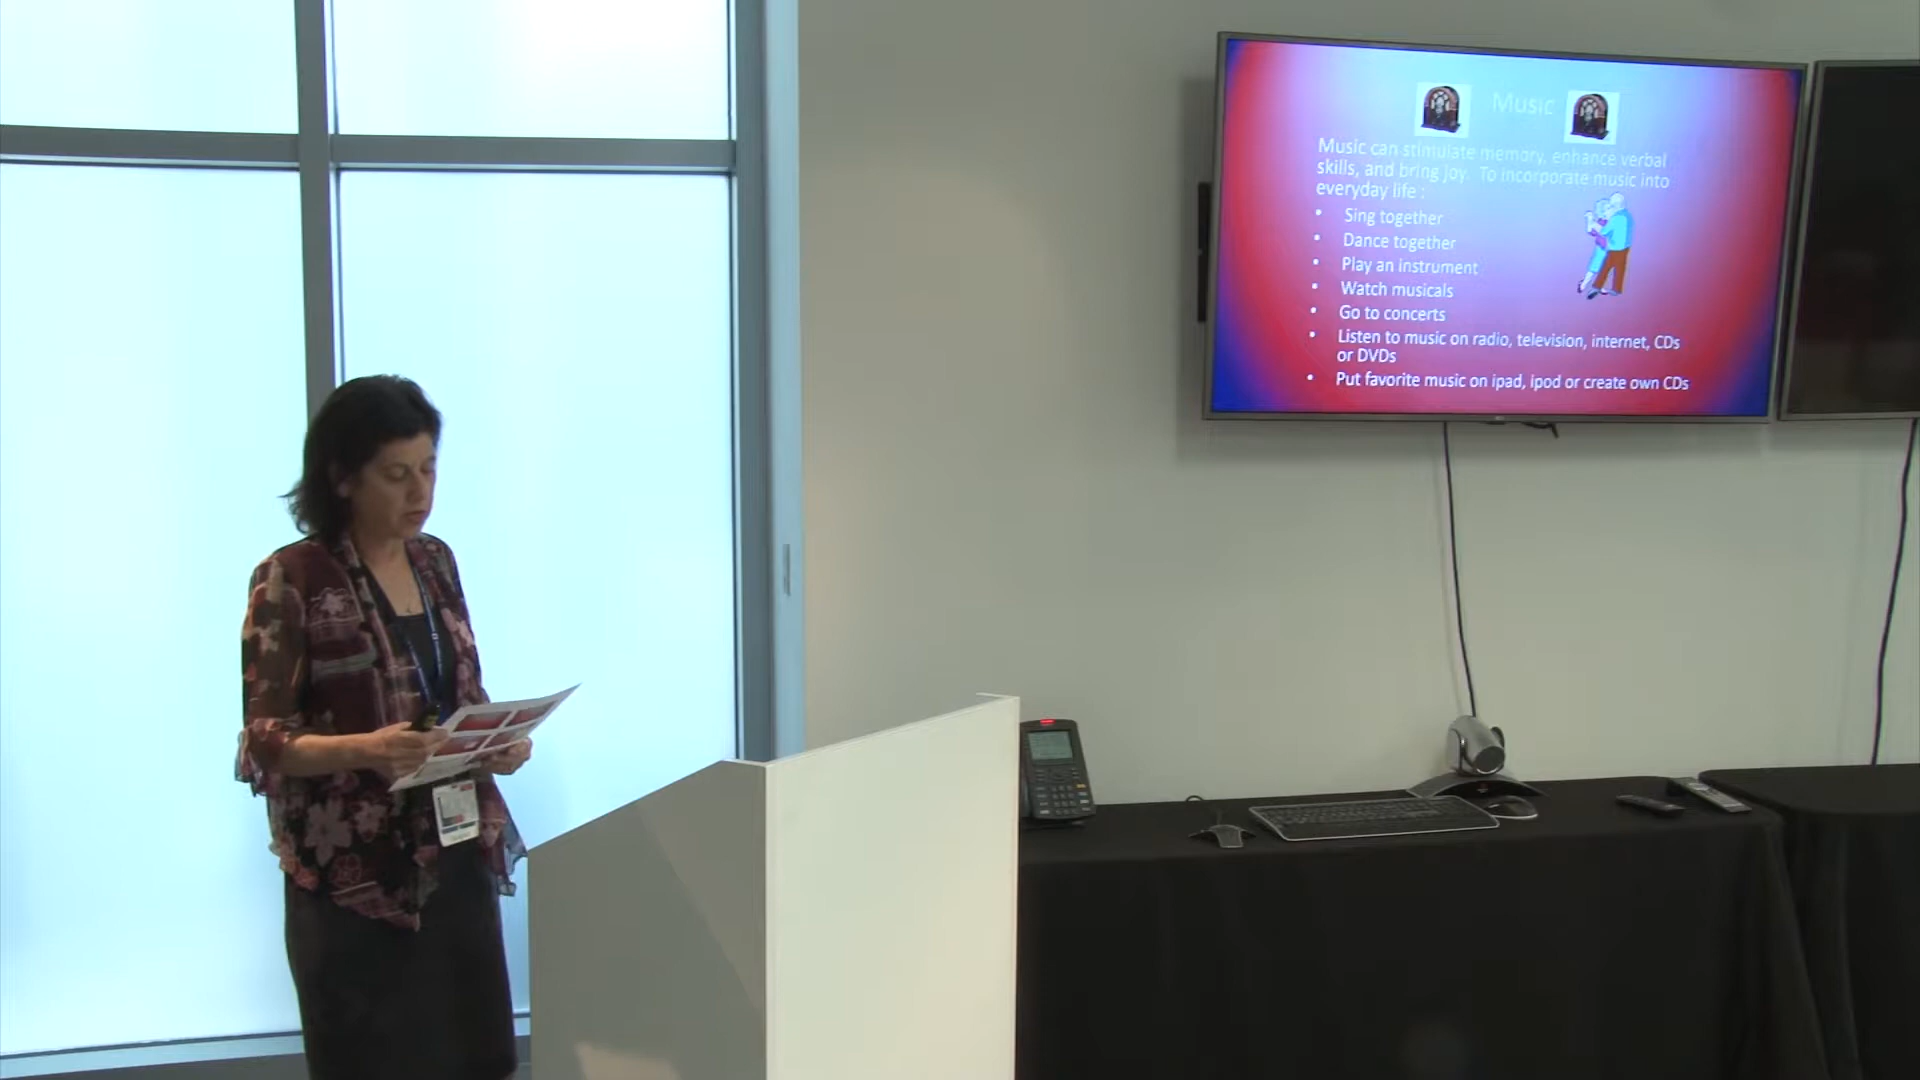 Music
Music can stimulate memory, enhance verbal
skills, and bring joy. To incorporate music into
everyday life :
• Sing together
• Dance together
• Play an instrument
• Watch musicals
• Go to concerts
• Listen to music on radio, television, internet, CDs
or DVDs
• Put favorite music on ipad, ipod or create own CDs